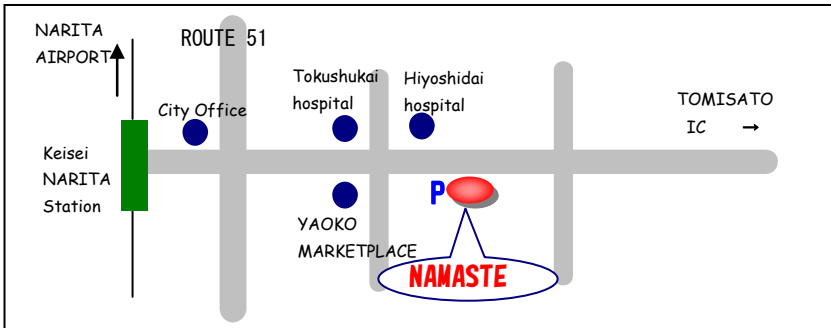 NARITA
AIRPORT
ROUTE 51
Tokushukai
hospital
Hiyoshidai
hospital
City Office
TOMISATO
IC →
Keisei
NARITA
Station
P
YAOKO
MARKETPLACE
NAMASTE